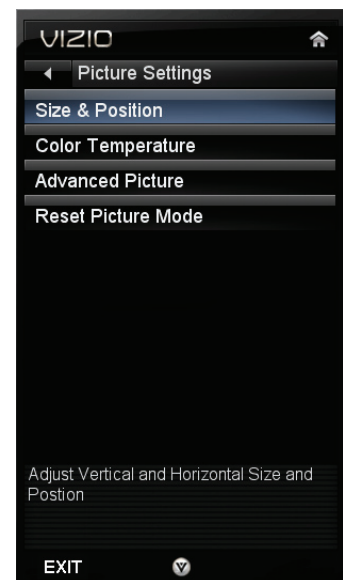 VIZIO
Picture Settings
Size & Position
Color Temperature
Advanced Picture
Reset Picture Mode
Adjust Vertical and Horizontal Size and
Postion
EXIT
V